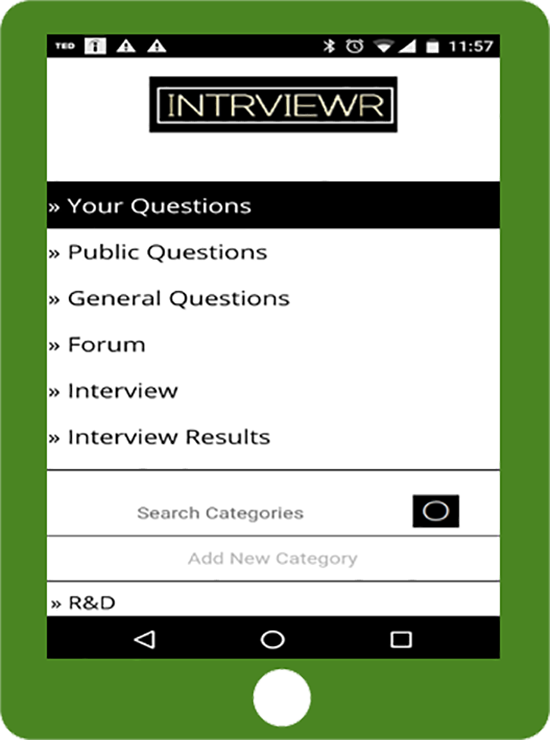 TED 11:57
INTRVIEWR
» Your Questions
» Public Questions
» General Questions
» Forum
» Interview
» Interview Results
Search Categories
Add New Category
» R&D